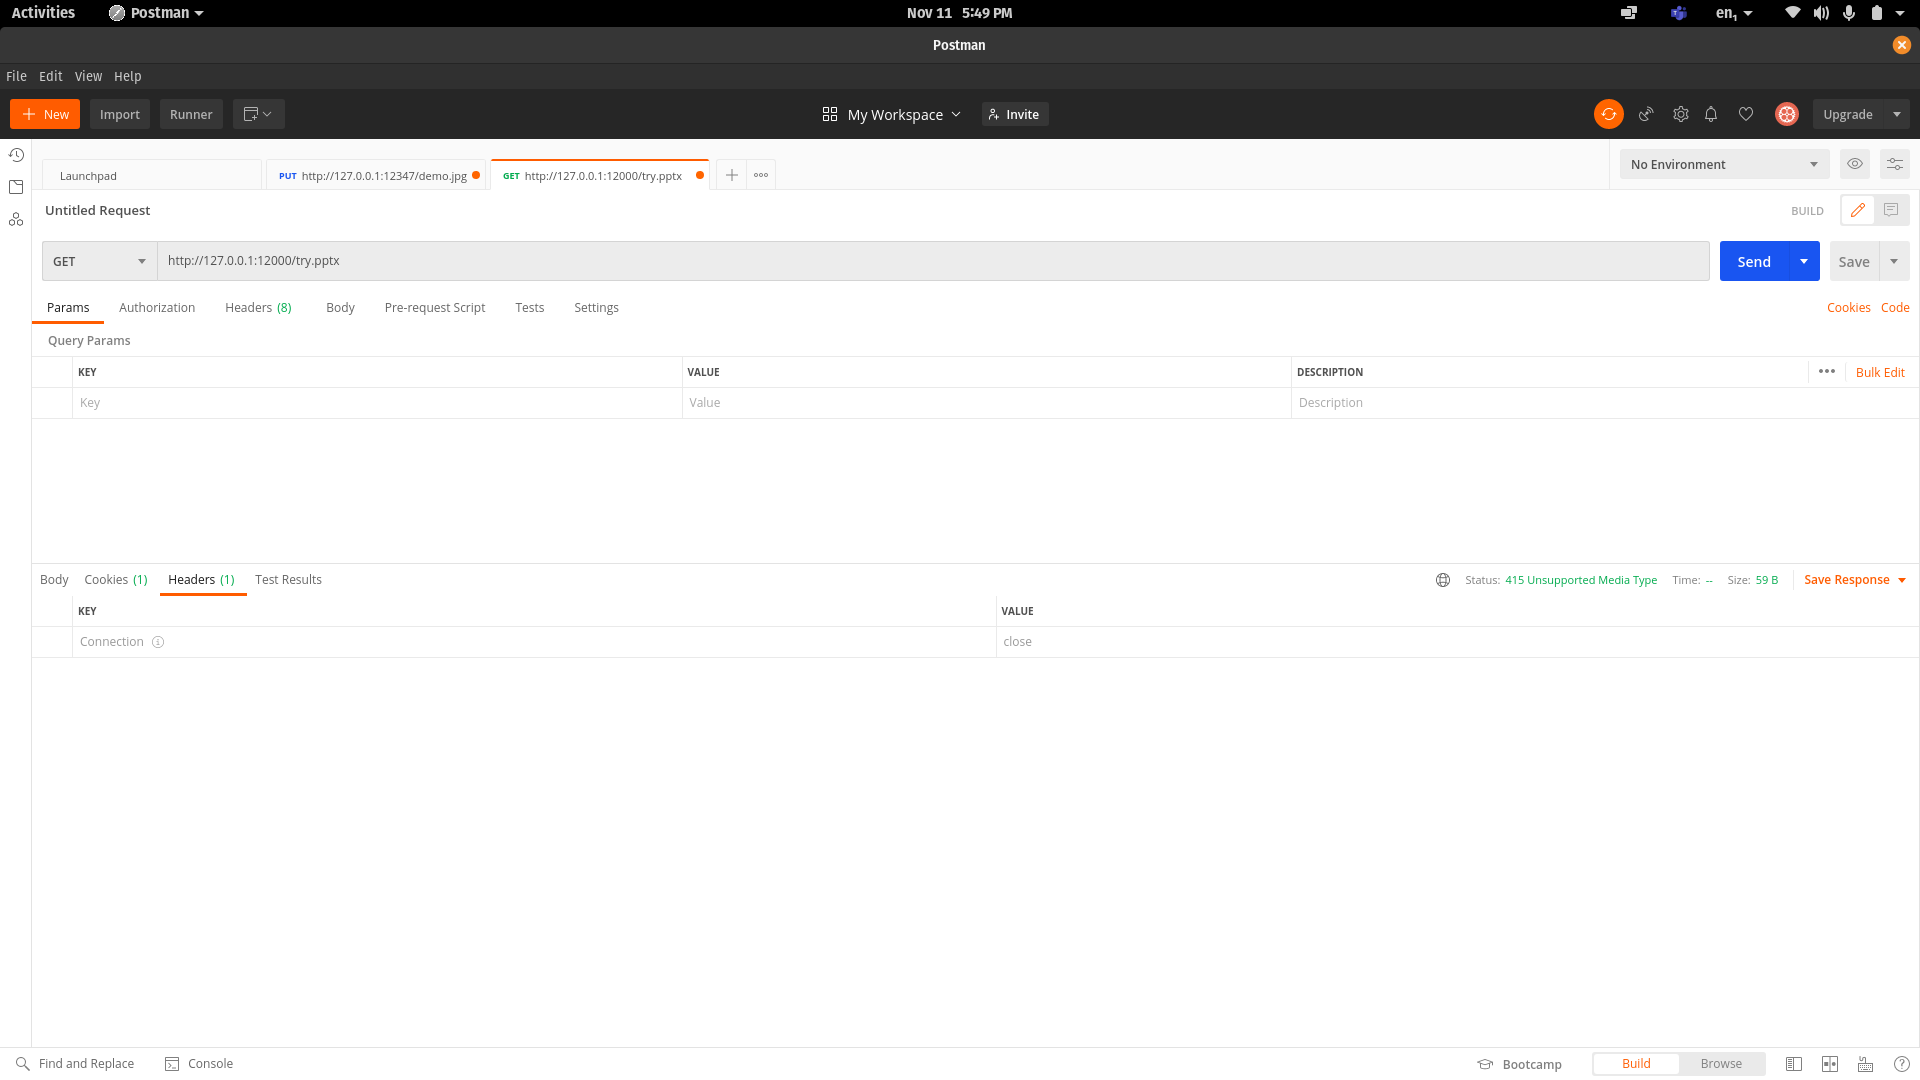 Activities Postman Nov 11 5:49 PM en1
Postman
File Edit View Help
New Import Runner My Workspace Invite Upgrade
Launchpad PUT http://127.0.0.1:12347/demo.jpg GET http://127.0.0.1:12000/try.pptx No Environment
Untitled Request BUILD
GET http://127.0.0.1:12000/try.pptx Send Save
Params Authorization Headers (8) Body Pre-request Script Tests Settings Cookies Code
Query Params
KEY VALUE DESCRIPTION Bulk Edit
Key Value Description
Body Cookies (1) Headers (1) Test Results Status: 415 Unsupported Media Type Time: -- Size: 59 B Save Response
KEY VALUE
Connection close
Find and Replace Console Bootcamp Build Browse